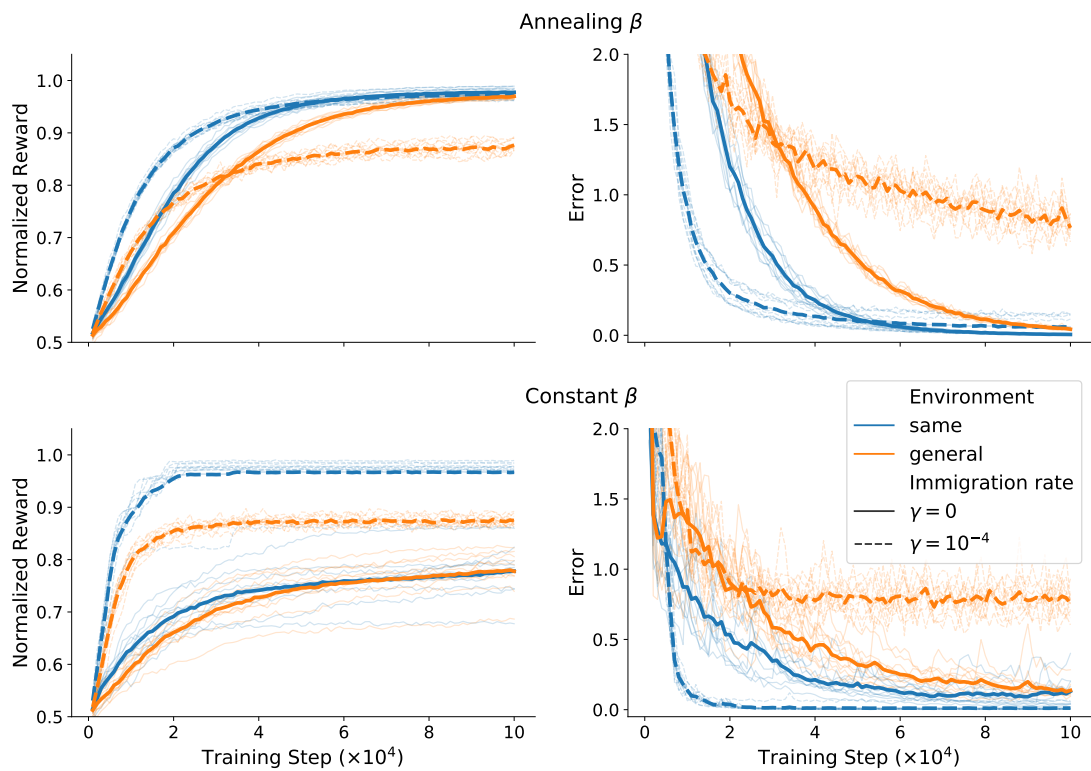 Annealing β
Normalized Reward
1.0
0.9
0.8
0.7
0.6
0.5
Error
2.0
1.5
1.0
0.5
0.0
Constant β
Normalized Reward
1.0
0.9
0.8
0.7
0.6
0.5
0 2 4 6 8 10
Training Step (×10⁴)
Error
2.0
1.5
1.0
0.5
0.0
0 2 4 6 8 10
Training Step (×10⁴)
Environment
same
general
Immigration rate
γ = 0
γ = 10⁻⁴